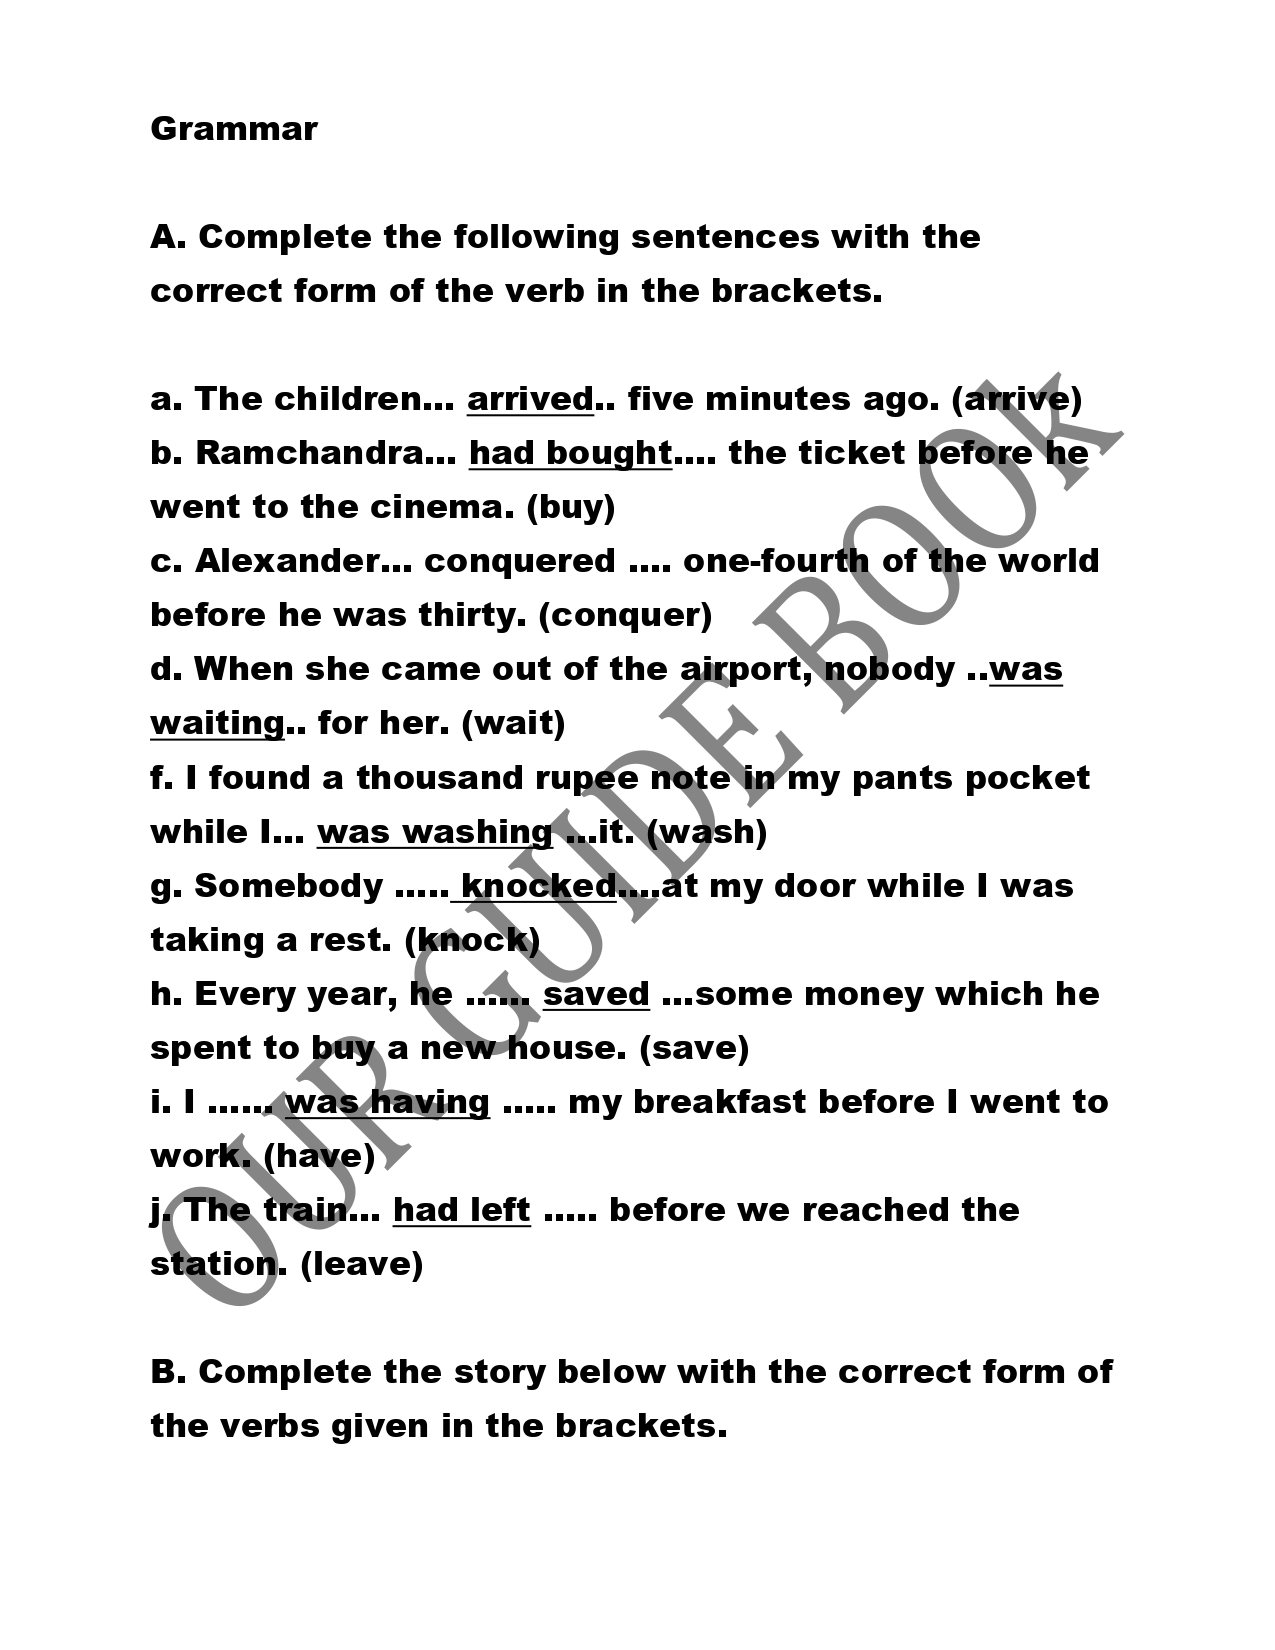 Grammar
A. Complete the following sentences with the
correct form of the verb in the brackets.
a. The children... arrived.. five minutes ago. (arrive)
b. Ramchandra... had bought.... the ticket before he
went to the cinema. (buy)
c. Alexander... conquered .... one-fourth of the world
before he was thirty. (conquer)
d. When she came out of the airport, nobody ..was
waiting.. for her. (wait)
f. I found a thousand rupee note in my pants pocket
while I... was washing ...it. (wash)
g. Somebody ..... knocked....at my door while I was
taking a rest. (knock)
h. Every year, he ...... saved ...some money which he
spent to buy a new house. (save)
i. I ...... was having ..... my breakfast before I went to
work. (have)
j. The train... had left ..... before we reached the
station. (leave)
B. Complete the story below with the correct form of
the verbs given in the brackets.
OUR GUIDE BOOk